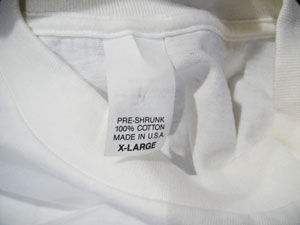 PRE-SHRUNK
100% COTTON
MADE IN U.S.A.
X-LARGE